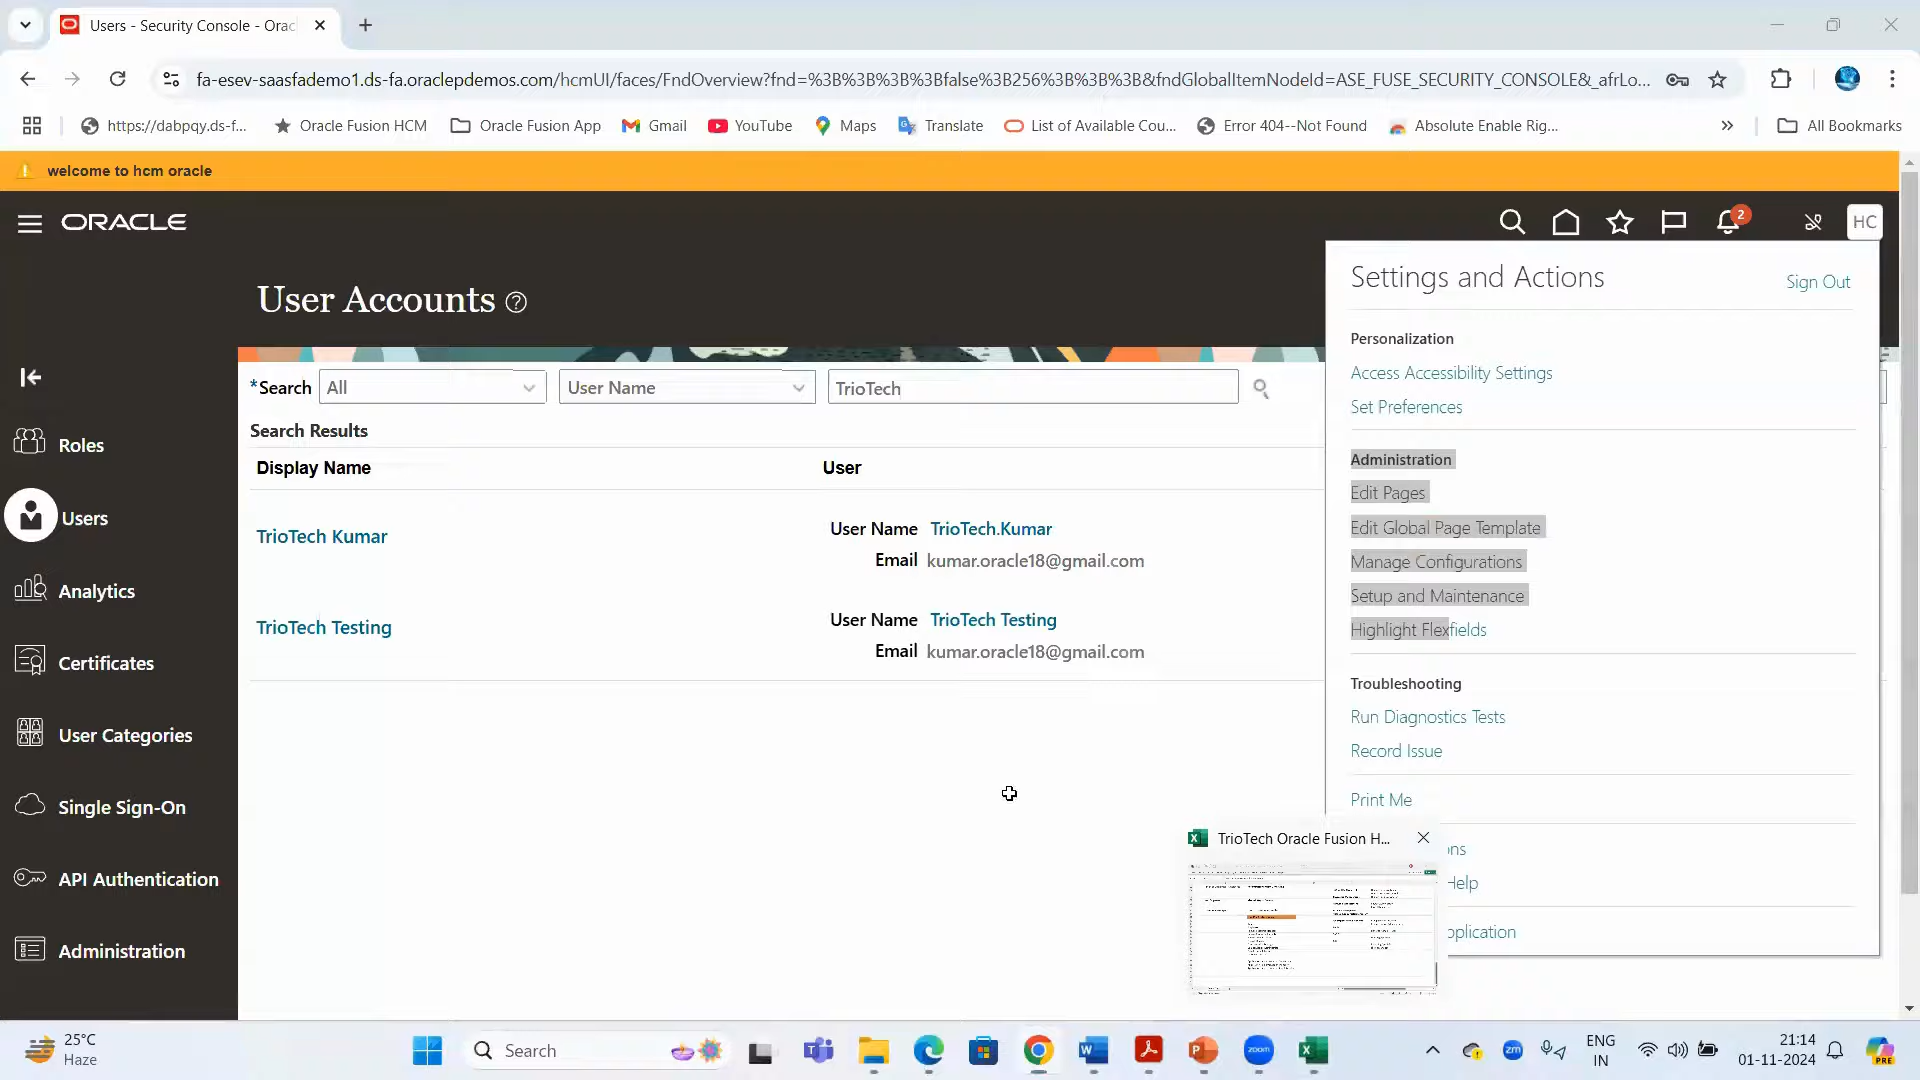 Users - Security Console - Orac
fa-esev-saasfademo1.ds-fa.oraclepdemos.com/hcmUI/faces/FndOverview?fnd=%3B%3B%3B%3Bfalse%3B256%3B%3B%3B&fndGlobalItemNodeId=ASE_FUSE_SECURITY_CONSOLE&_afrLo...
https://dabpqy.ds-f...
Oracle Fusion HCM
Oracle Fusion App
Gmail
YouTube
Maps
Translate
List of Available Cou...
Error 404--Not Found
Absolute Enable Rig...
All Bookmarks
welcome to hcm oracle
ORACLE
2
HC
User Accounts
Settings and Actions
Sign Out
Personalization
Access Accessibility Settings
Set Preferences
Administration
Edit Pages
Edit Global Page Template
Manage Configurations
Setup and Maintenance
Highlight Flexfields
Troubleshooting
Run Diagnostics Tests
Record Issue
Print Me
ons
Help
pplication
Roles
Users
Analytics
Certificates
User Categories
Single Sign-On
API Authentication
Administration
*Search All User Name TrioTech
Search Results
Display Name User
TrioTech Kumar
User Name TrioTech.Kumar
Email kumar.oracle18@gmail.com
TrioTech Testing
User Name TrioTech Testing
Email kumar.oracle18@gmail.com
TrioTech Oracle Fusion H...
25°C
Haze
Search
zoom
zm
ENG
IN
21:14
01-11-2024
PRE